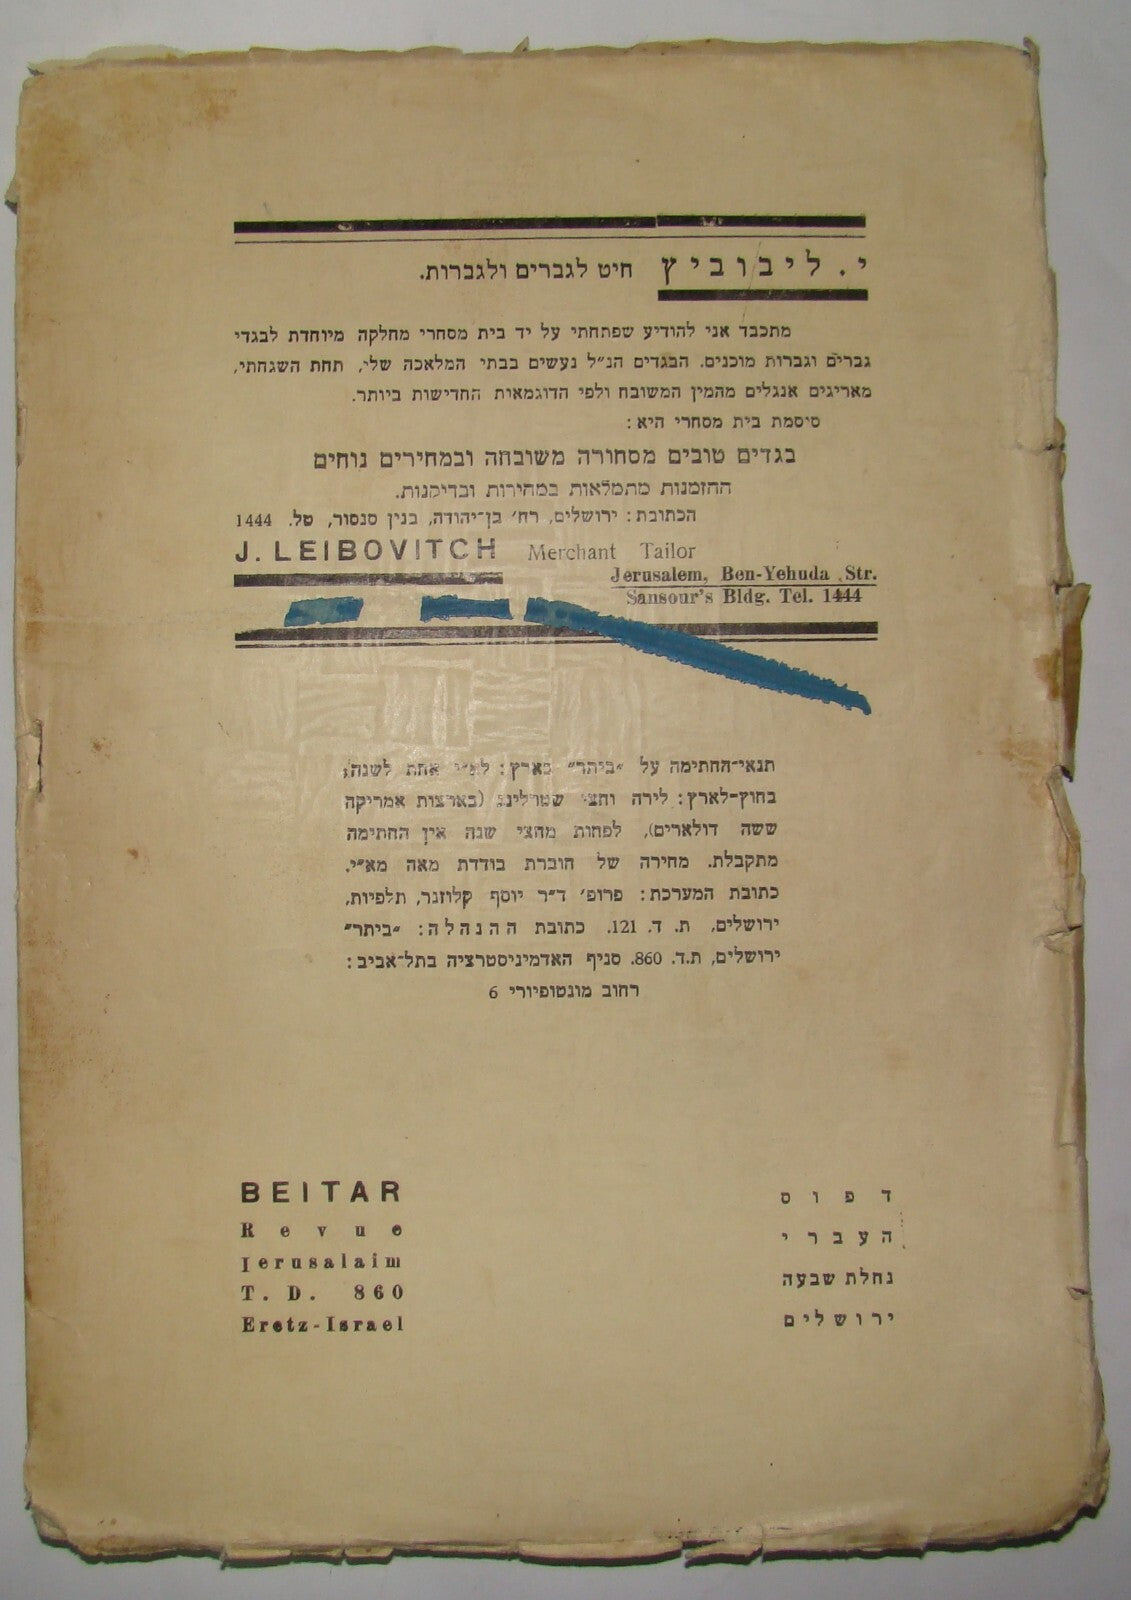 י. ליבוביץ חיט לגברים ולגברות.
מתכבד אני להודיע שפתחתי על יד בית מסחרי מחלקה מיוחדת לבגדי
גברים וגברות מוכנים. הבגדים הנ״ל נעשים בבתי המלאכה שלי, תחת השגחתי,
מאריגים אנגלים מהמין המשובח ולפי הדוגמאות החדישות ביותר.
סיסמת בית מסחרי היא:
בגדים טובים מסחורה משובחה ובמחירים נוחים
ההזמנות מתמלאות במהירות ובדיקנות.
הכתובת: ירושלים, רח׳ בן־יהודה, בנין סנסור, טל. 1444
J. LEIBOVITCH Merchant Tailor
Jerusalem, Ben-Yehuda Str.
Sansour's Bldg. Tel. 1444
תנאי־החתימה על ״ביתר״ בארץ: לא״י אחת לשנה;
בחוץ־לארץ: לירה וחצי שטרלינג (בארצות אמריקה
ששה דולארים), לפחות מחצי שנה אין החתימה
מתקבלת. מחירה של חוברת בודדת מאה מא״י.
כתובת המערכת: פרופ׳ ד״ר יוסף קלוזנר, תלפיות,
ירושלים, ת. ד. 121. כתובת ההנהלה: ״ביתר״
ירושלים, ת.ד. 860. סניף האדמיניסטרציה בתל־אביב:
רחוב מונטופיורי 6
BEITAR
Revue
Jerusalaim
T. D. 860
Eretz-Israel
דפוס
העברי
נחלת שבעה
ירושלים